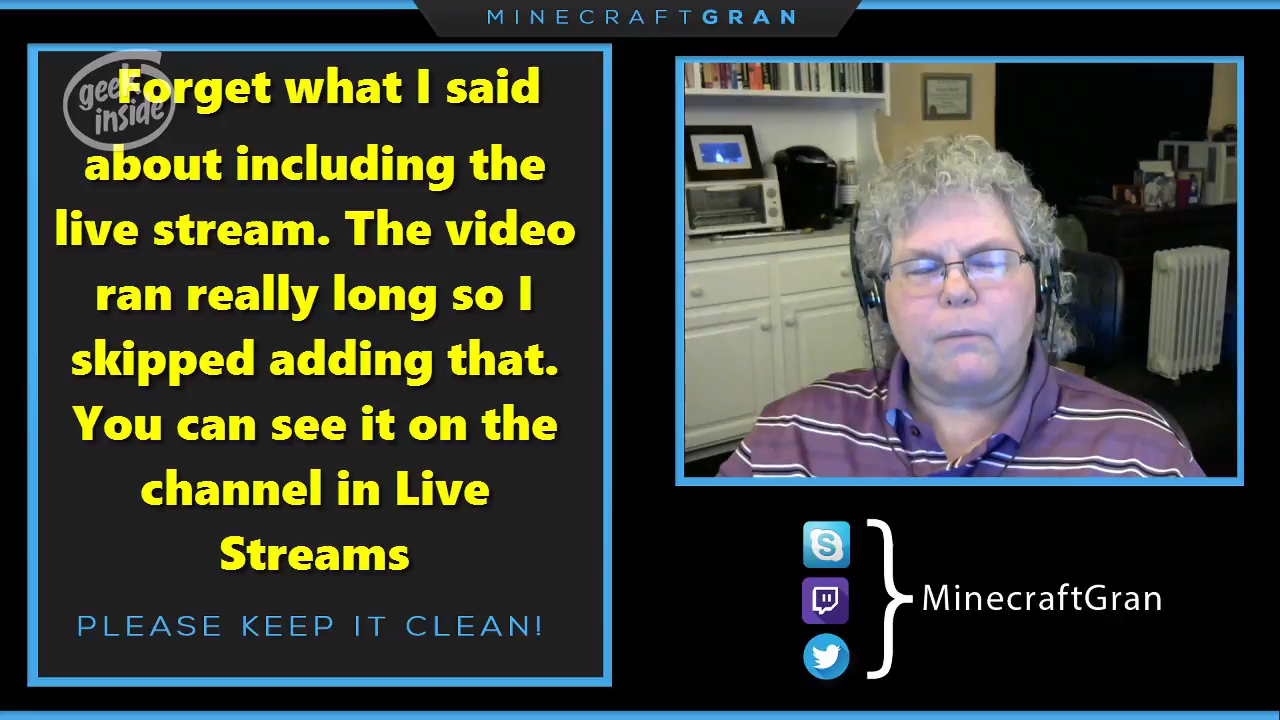 MINECRAFTGRAN
geek inside
Forget what I said
about including the
live stream. The video
ran really long so I
skipped adding that.
You can see it on the
channel in Live
Streams
PLEASE KEEP IT CLEAN!
MinecraftGran